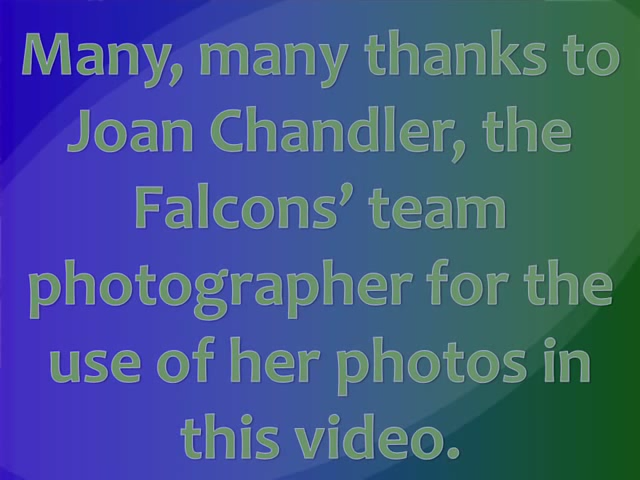 Many, many thanks to
Joan Chandler, the
Falcons’ team
photographer for the
use of her photos in
this video.